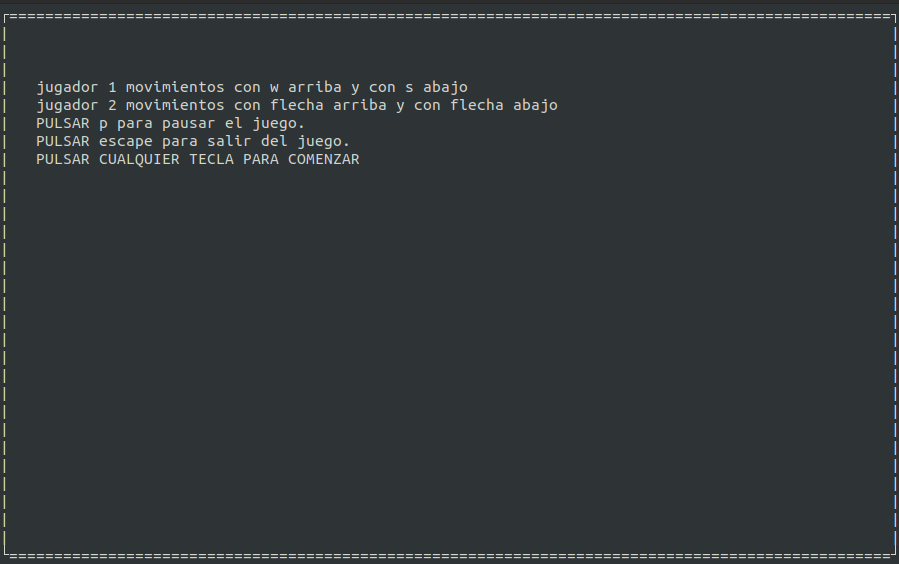 jugador 1 movimientos con w arriba y con s abajo
jugador 2 movimientos con flecha arriba y con flecha abajo
PULSAR p para pausar el juego.
PULSAR escape para salir del juego.
PULSAR CUALQUIER TECLA PARA COMENZAR